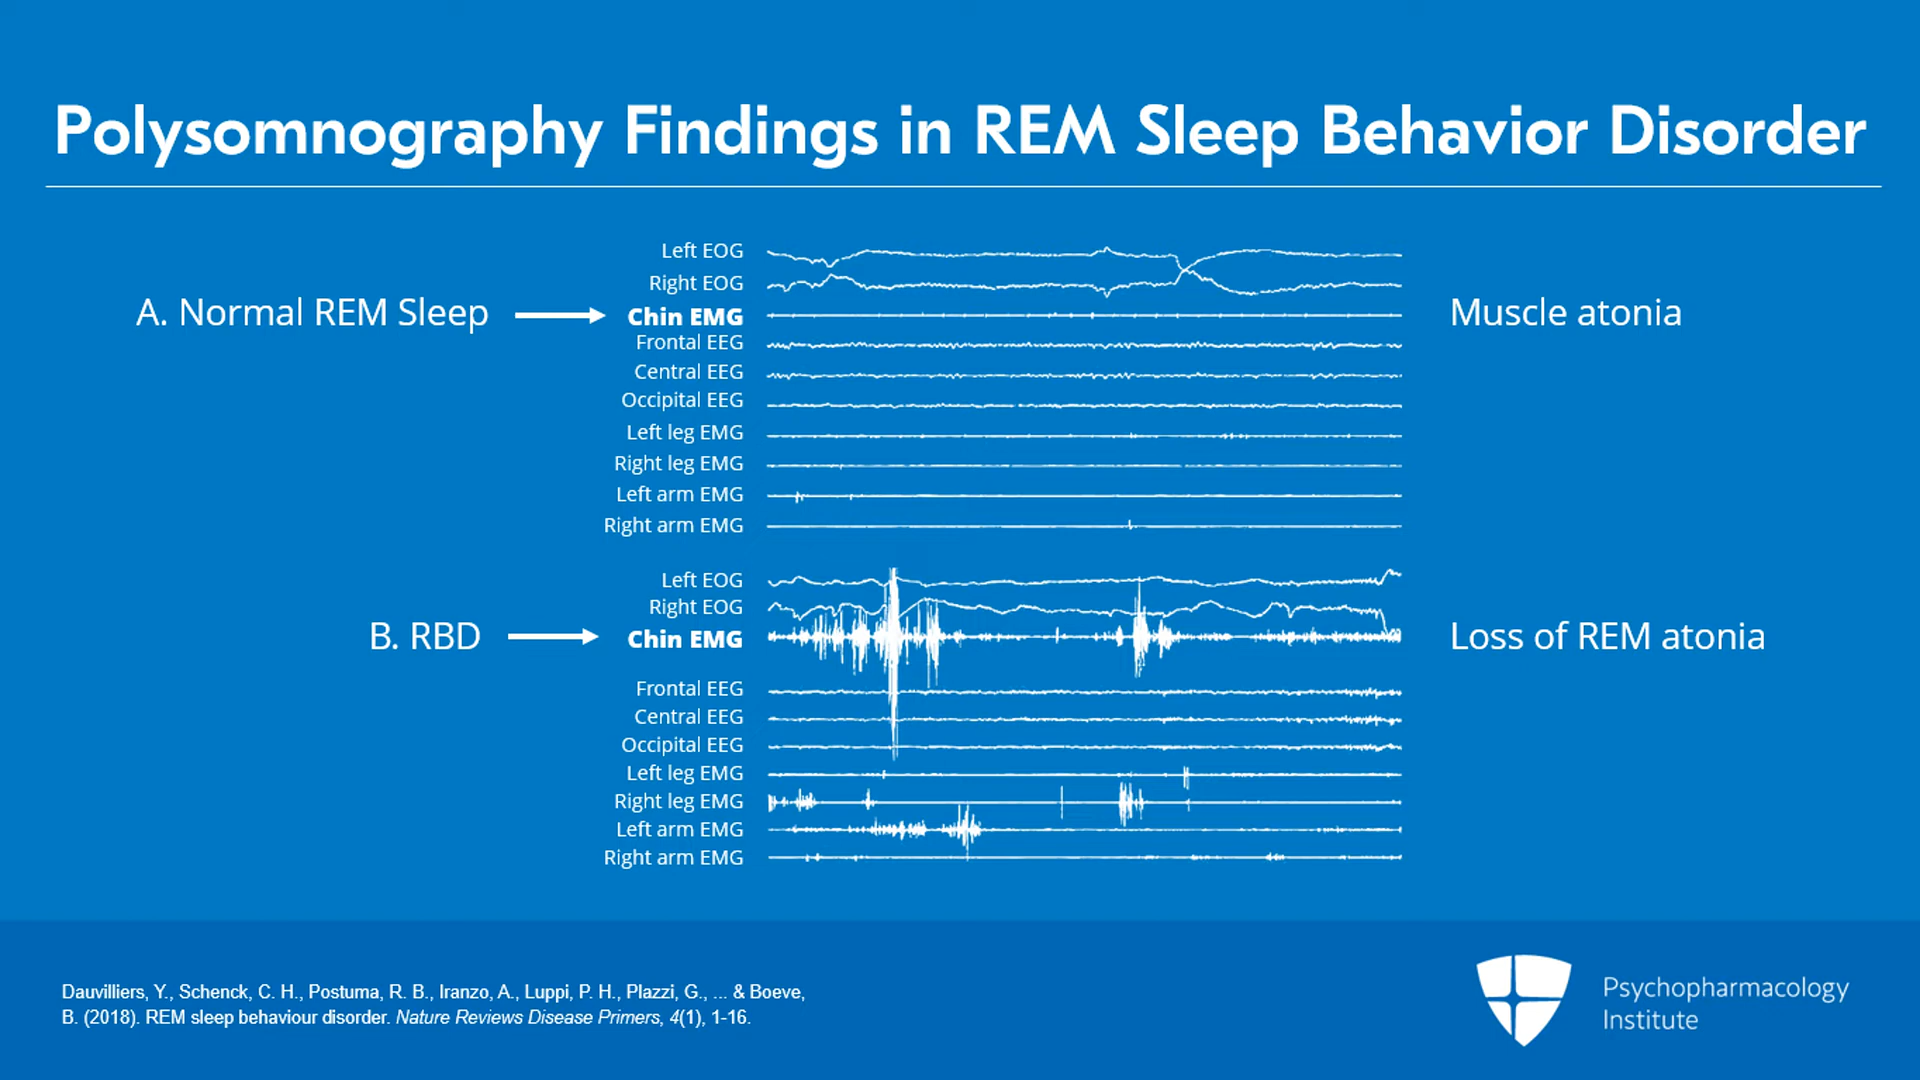 Polysomnography Findings in REM Sleep Behavior Disorder
A. Normal REM Sleep
Left EOG
Right EOG
Chin EMG
Frontal EEG
Central EEG
Occipital EEG
Left leg EMG
Right leg EMG
Left arm EMG
Right arm EMG
Muscle atonia
B. RBD
Left EOG
Right EOG
Chin EMG
Frontal EEG
Central EEG
Occipital EEG
Left leg EMG
Right leg EMG
Left arm EMG
Right arm EMG
Loss of REM atonia
Dauvilliers, Y., Schenck, C. H., Postuma, R. B., Iranzo, A., Luppi, P. H., Plazzi, G., ... & Boeve,
B. (2018). REM sleep behaviour disorder. Nature Reviews Disease Primers, 4(1), 1-16.
Psychopharmacology
Institute